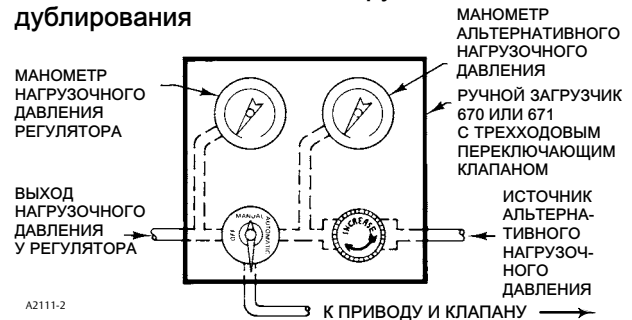 дублирования
МАНОМЕТР
НАГРУЗОЧНОГО
ДАВЛЕНИЯ
РЕГУЛЯТОРА
МАНОМЕТР
АЛЬТЕРНАТИВНОГО
НАГРУЗОЧНОГО
ДАВЛЕНИЯ
РУЧНОЙ ЗАГРУЗЧИК
670 ИЛИ 671
С ТРЕХХОДОВЫМ
ПЕРЕКЛЮЧАЮЩИМ
КЛАПАНОМ
ВЫХОД
НАГРУЗОЧНОГО
ДАВЛЕНИЯ
У РЕГУЛЯТОРА
OFF MANUAL AUTOMATIC
INCREASE
ИСТОЧНИК
АЛЬТЕРНА-
ТИВНОГО
НАГРУЗОЧ-
НОГО
ДАВЛЕНИЯ
A2111-2
К ПРИВОДУ И КЛАПАНУ